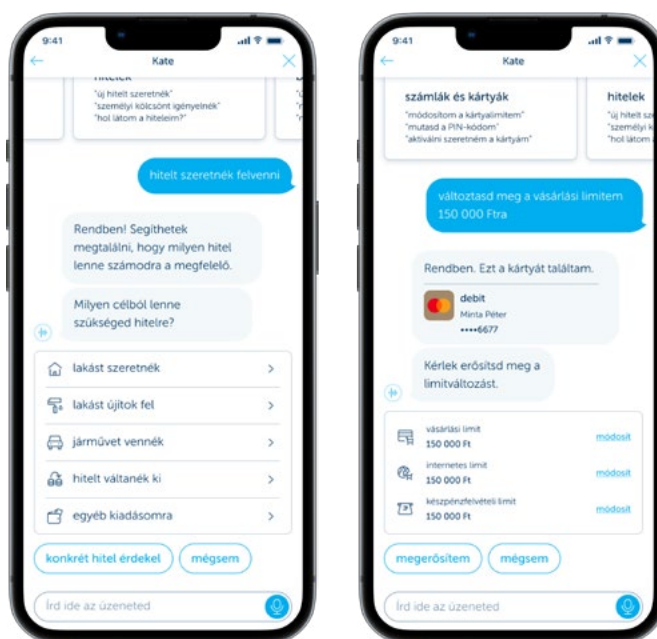 9:41
Kate
hitelek
"új hitelt szeretnék"
"személyi kölcsönt igényelnék"
"hol látom a hiteleim?"
hitelt szeretnék felvenni
Rendben! Segíthetek
megtalálni, hogy milyen hitel
lenne számodra a megfelelő.
Milyen célból lenne
szükséged hitelre?
lakást szeretnék
lakást újítok fel
járművet vennék
hitelt váltanék ki
egyéb kiadásomra
konkrét hitel érdekel
mégsem
Írd ide az üzeneted
9:41
Kate
számlák és kártyák
"módosítom a kártyalimitem"
"mutasd a PIN-kódom"
"aktiválni szeretném a kártyám"
hitelek
"új hitelt
"személyi
"hol látom
változtasd meg a vásárlási limitem
150 000 Ftra
Rendben. Ezt a kártyát találtam.
debit
Minta Péter
••••6677
Kérlek erősítsd meg a
limitváltozást.
vásárlási limit
150 000 Ft
módosít
internetes limit
150 000 Ft
módosít
készpénzfelvételi limit
150 000 Ft
módosít
megerősítem
mégsem
Írd ide az üzeneted